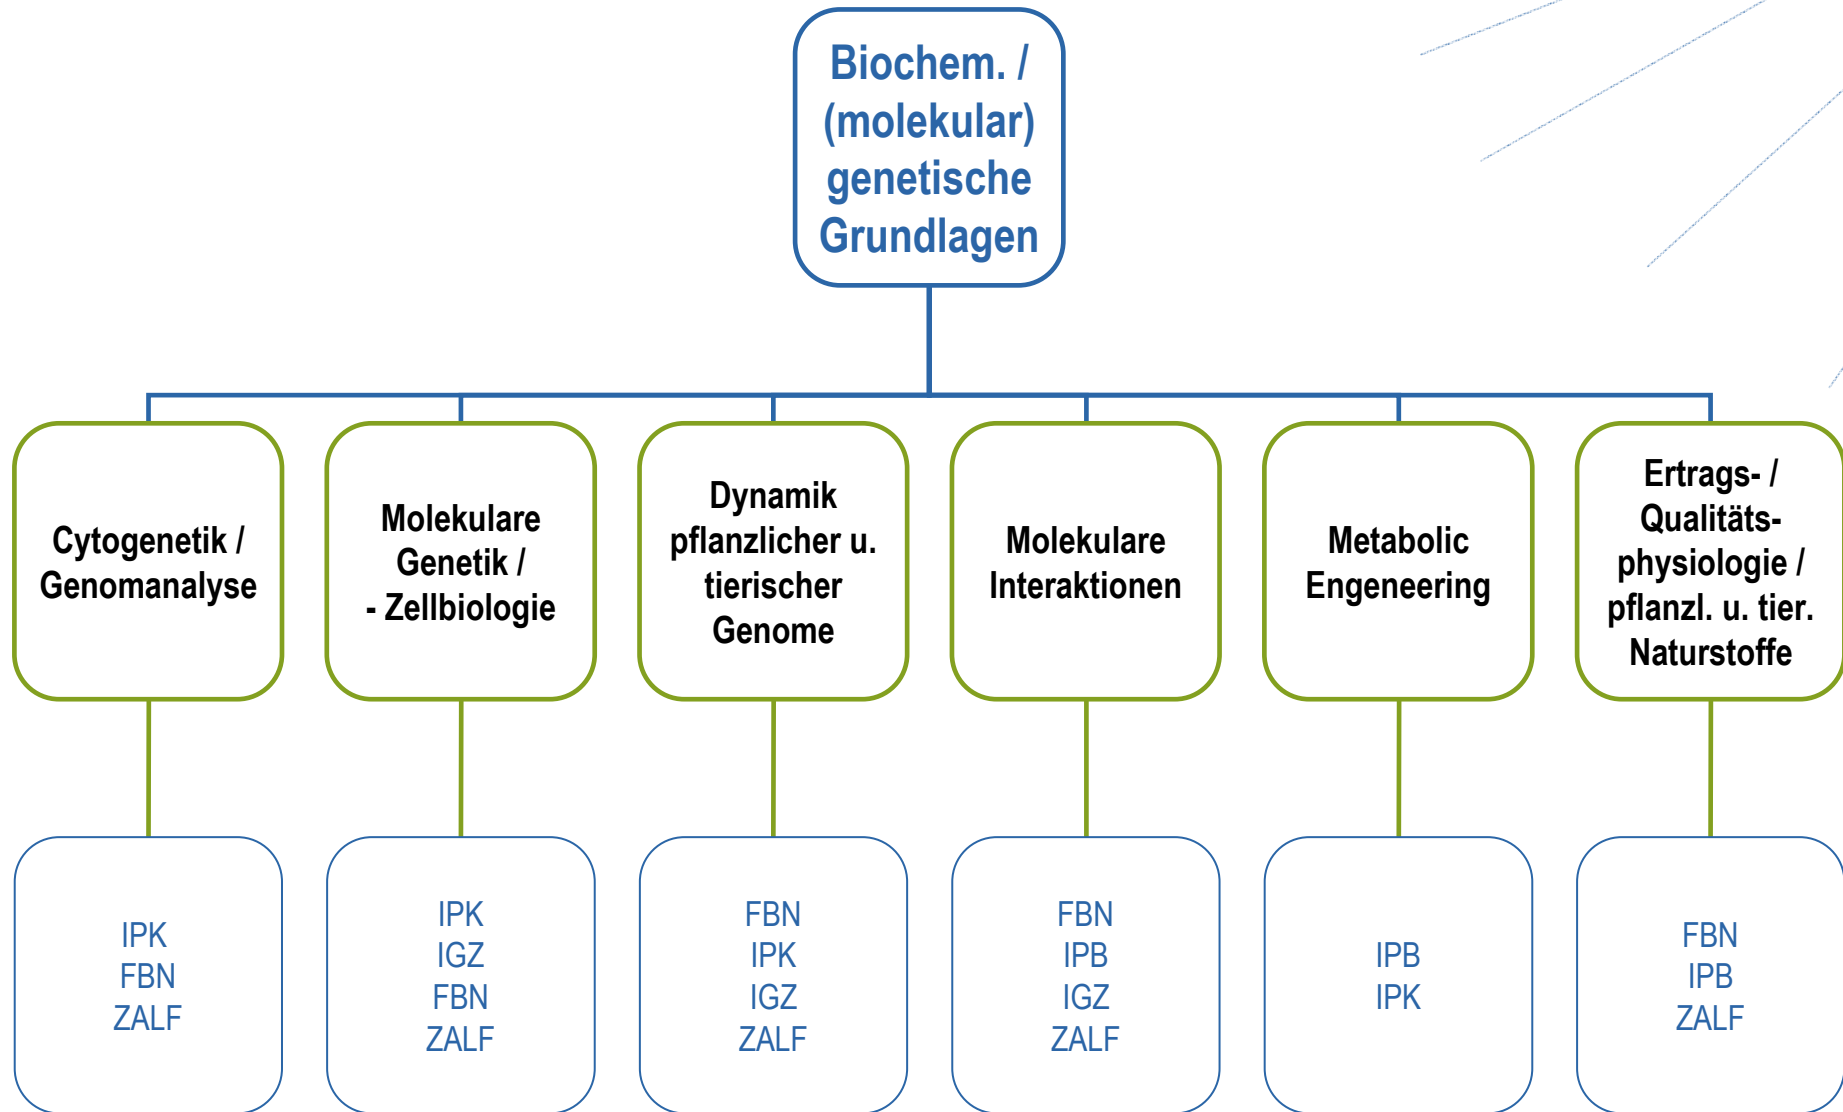 Biochem. /
(molekular)
genetische
Grundlagen
Cytogenetik /
Genomanalyse
Molekulare
Genetik /
- Zellbiologie
Dynamik
pflanzlicher u.
tierischer
Genome
Molekulare
Interaktionen
Metabolic
Engeneering
Ertrags- /
Qualitäts-
physiologie /
pflanzl. u. tier.
Naturstoffe
IPK
FBN
ZALF
IPK
IGZ
FBN
ZALF
FBN
IPK
IGZ
ZALF
FBN
IPB
IGZ
ZALF
IPB
IPK
FBN
IPB
ZALF